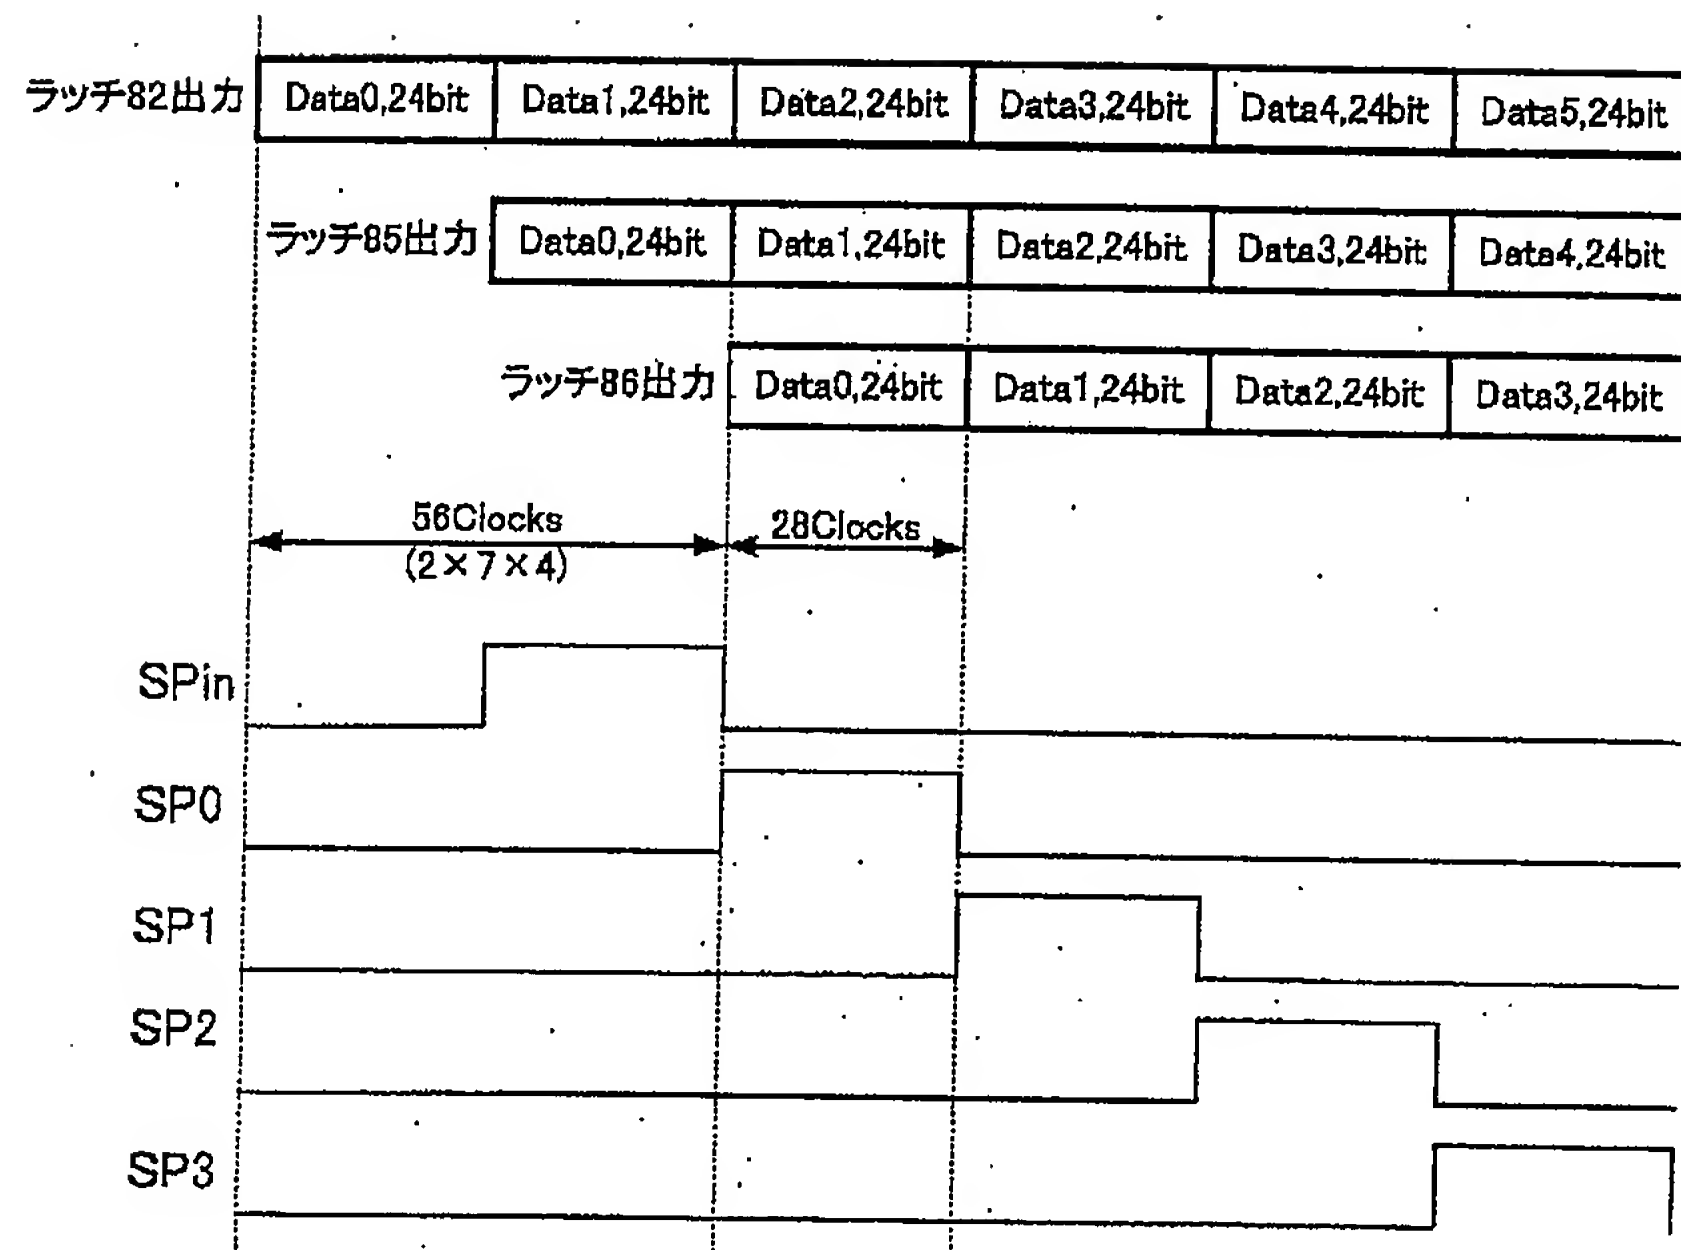 ラッチ82出力 Data0,24bit Data1,24bit Data2,24bit Data3,24bit Data4,24bit Data5,24bit
ラッチ85出力 Data0,24bit Data1,24bit Data2,24bit Data3,24bit Data4,24bit
ラッチ86出力 Data0,24bit Data1,24bit Data2,24bit Data3,24bit
56Clocks 28Clocks
(2×7×4)
SPin
SP0
SP1
SP2
SP3